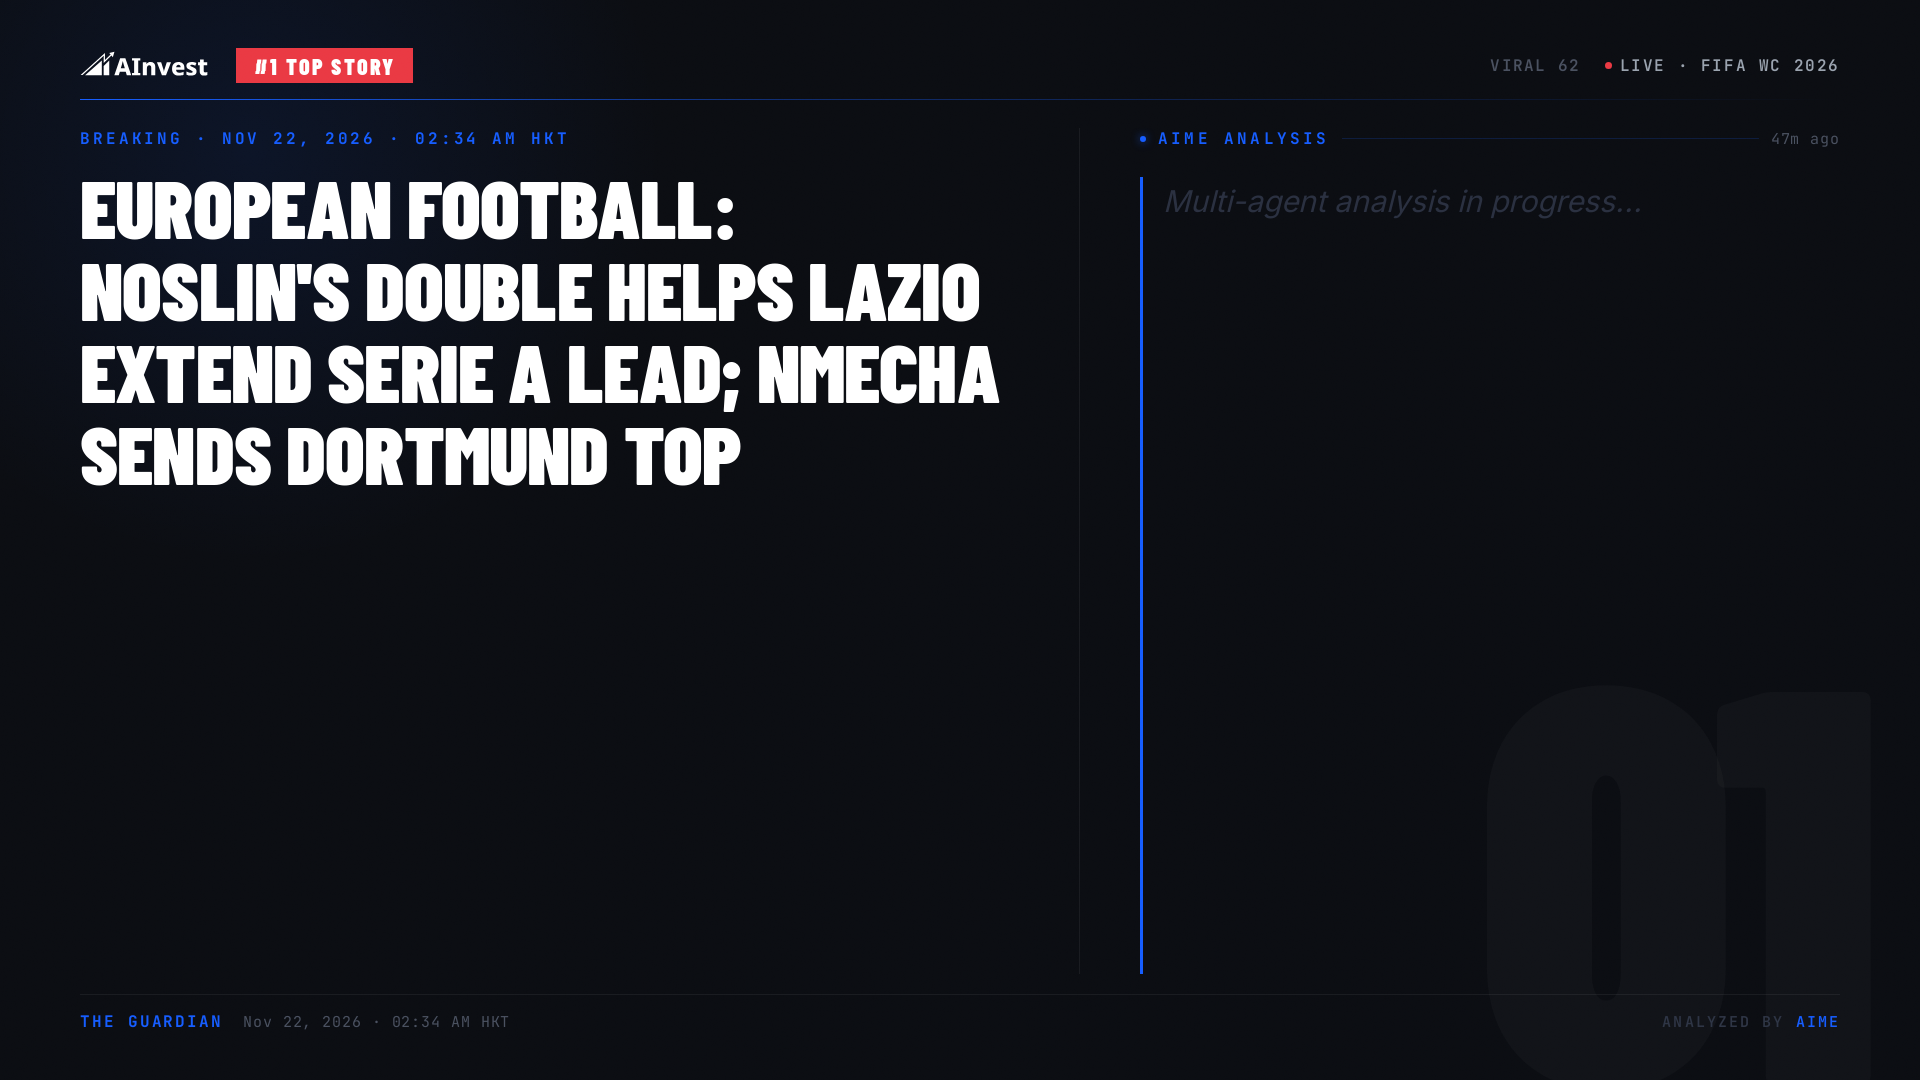 AInvest
#1 TOP STORY
VIRAL 62
LIVE · FIFA WC 2026
BREAKING · NOV 22, 2026 · 02:34 AM HKT
EUROPEAN FOOTBALL:
NOSLIN'S DOUBLE HELPS LAZIO
EXTEND SERIE A LEAD; NMECHA
SENDS DORTMUND TOP
AIME ANALYSIS
47m ago
Multi-agent analysis in progress...
01
THE GUARDIAN
Nov 22, 2026 · 02:34 AM HKT
ANALYZED BY AIME